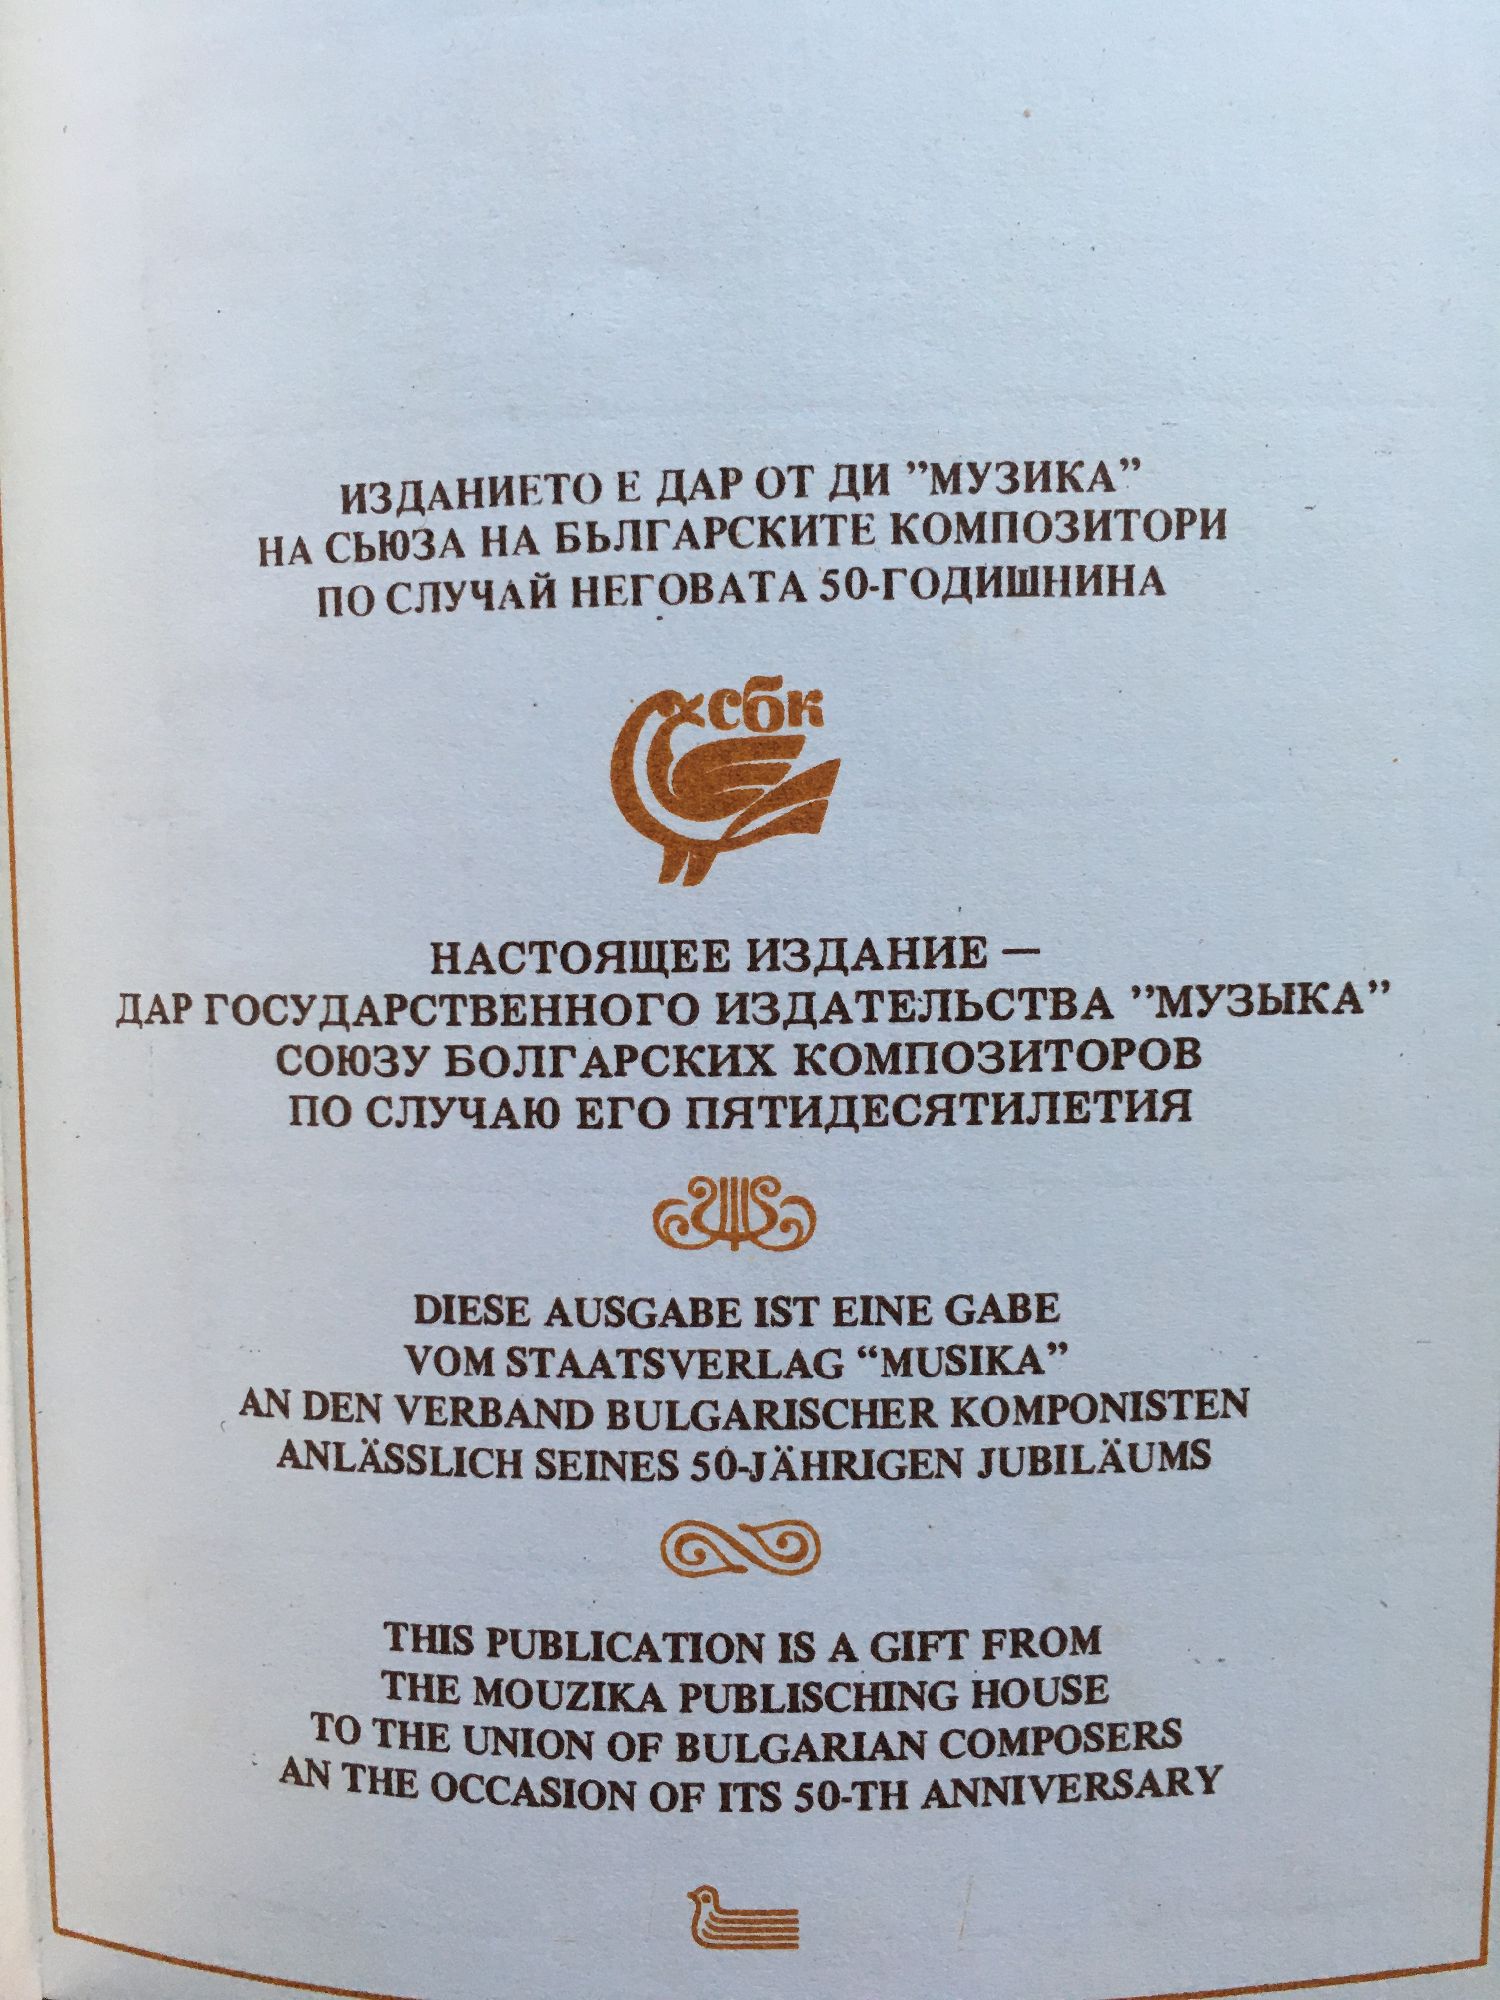 ИЗДАНИЕТО Е ДАР ОТ ДИ ”МУЗИКА”
НА СЪЮЗА НА БЪЛГАРСКИТЕ КОМПОЗИТОРИ
ПО СЛУЧАЙ НЕГОВАТА 50-ГОДИШНИНА
сбк
НАСТОЯЩЕЕ ИЗДАНИЕ —
ДАР ГОСУДАРСТВЕННОГО ИЗДАТЕЛЬСТВА ”МУЗЫКА”
СОЮЗУ БОЛГАРСКИХ КОМПОЗИТОРОВ
ПО СЛУЧАЮ ЕГО ПЯТИДЕСЯТИЛЕТИЯ
DIESE AUSGABE IST EINE GABE
VOM STAATSVERLAG “MUSIKA”
AN DEN VERBAND BULGARISCHER KOMPONISTEN
ANLÄSSLICH SEINES 50-JÄHRIGEN JUBILÄUMS
THIS PUBLICATION IS A GIFT FROM
THE MOUZIKA PUBLISCHING HOUSE
TO THE UNION OF BULGARIAN COMPOSERS
AN THE OCCASION OF ITS 50-TH ANNIVERSARY